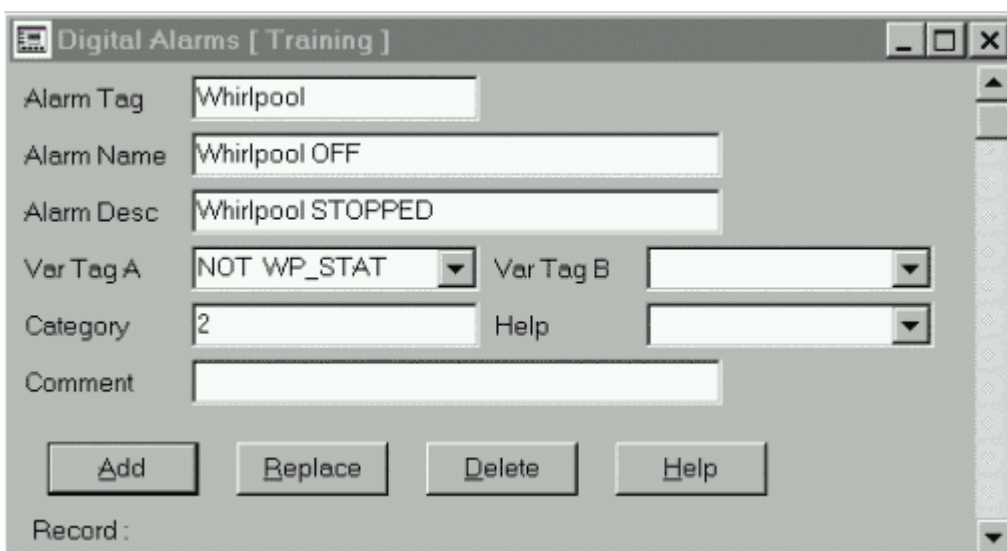 Digital Alarms [ Training ]
Alarm Tag Whirlpool
Alarm Name Whirlpool OFF
Alarm Desc Whirlpool STOPPED
Var Tag A NOT WP_STAT Var Tag B
Category 2 Help
Comment
Add Replace Delete Help
Record :